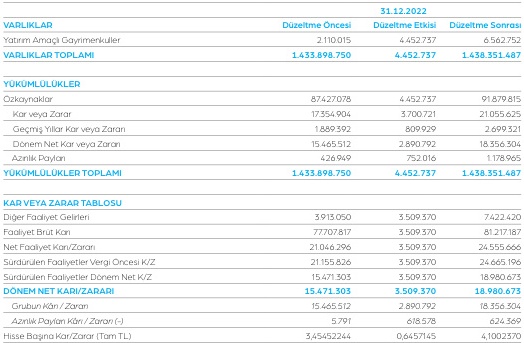 31.12.2022
VARLIKLAR Düzeltme Öncesi Düzeltme Etkisi Düzeltme Sonrası
Yatırım Amaçlı Gayrimenkuller 2.110.015 4.452.737 6.562.752
VARLIKLAR TOPLAMI 1.433.898.750 4.452.737 1.438.351.487
YÜKÜMLÜLÜKLER
Özkaynaklar 87.427.078 4.452.737 91.879.815
Kar veya Zarar 17.354.904 3.700.721 21.055.625
Geçmiş Yıllar Kar veya Zararı 1.889.392 809.929 2.699.321
Dönem Net Kar veya Zararı 15.465.512 2.890.792 18.356.304
Azınlık Payları 426.949 752.016 1.178.965
YÜKÜMLÜLÜKLER TOPLAMI 1.433.898.750 4.452.737 1.438.351.487
KAR VEYA ZARAR TABLOSU
Diğer Faaliyet Gelirleri 3.913.050 3.509.370 7.422.420
Faaliyet Brüt Karı 77.707.817 3.509.370 81.217.187
Net Faaliyet Karı/Zararı 21.046.296 3.509.370 24.555.666
Sürdürülen Faaliyetler Vergi Öncesi K/Z 21.155.826 3.509.370 24.665.196
Sürdürülen Faaliyetler Dönem Net K/Z 15.471.303 3.509.370 18.980.673
DÖNEM NET KARI/ZARARI 15.471.303 3.509.370 18.980.673
Grubun Kârı / Zararı 15.465.512 2.890.792 18.356.304
Azınlık Payları Kârı / Zararı (-) 5.791 618.578 624.369
Hisse Başına Kar/Zarar (Tam TL) 3,45452244 0,6457145 4,1002370